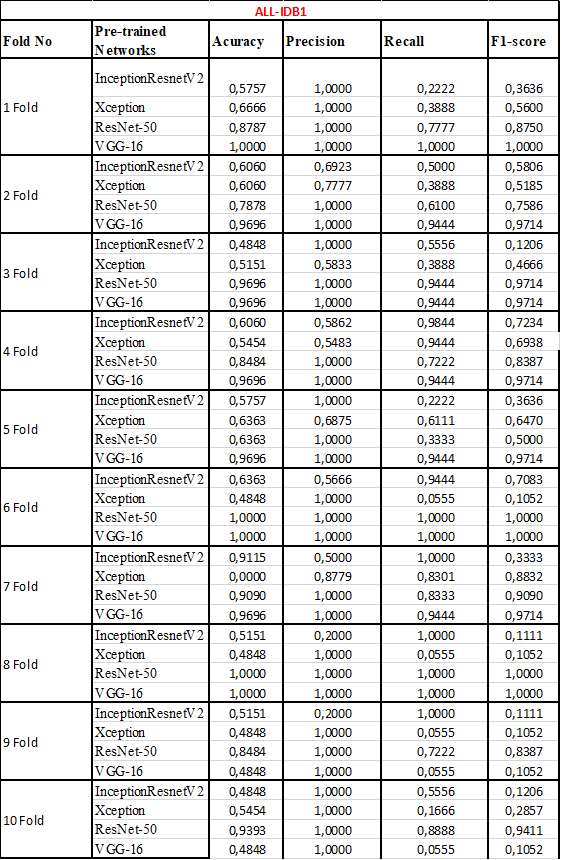 ALL-IDB1
Fold No Pre-trained Networks Acuracy Precision Recall F1-score
1 Fold
InceptionResnetV2 0,5757 1,0000 0,2222 0,3636
Xception 0,6666 1,0000 0,3888 0,5600
ResNet-50 0,8787 1,0000 0,7777 0,8750
VGG-16 1,0000 1,0000 1,0000 1,0000
2 Fold
InceptionResnetV2 0,6060 0,6923 0,5000 0,5806
Xception 0,6060 0,7777 0,3888 0,5185
ResNet-50 0,7878 1,0000 0,6100 0,7586
VGG-16 0,9696 1,0000 0,9444 0,9714
3 Fold
InceptionResnetV2 0,4848 1,0000 0,5556 0,1206
Xception 0,5151 0,5833 0,3888 0,4666
ResNet-50 0,9696 1,0000 0,9444 0,9714
VGG-16 0,9696 1,0000 0,9444 0,9714
4 Fold
InceptionResnetV2 0,6060 0,5862 0,9844 0,7234
Xception 0,5454 0,5483 0,9444 0,6938
ResNet-50 0,8484 1,0000 0,7222 0,8387
VGG-16 0,9696 1,0000 0,9444 0,9714
5 Fold
InceptionResnetV2 0,5757 1,0000 0,2222 0,3636
Xception 0,6363 0,6875 0,6111 0,6470
ResNet-50 0,6363 1,0000 0,3333 0,5000
VGG-16 0,9696 1,0000 0,9444 0,9714
6 Fold
InceptionResnetV2 0,6363 0,5666 0,9444 0,7083
Xception 0,4848 1,0000 0,0555 0,1052
ResNet-50 1,0000 1,0000 1,0000 1,0000
VGG-16 1,0000 1,0000 1,0000 1,0000
7 Fold
InceptionResnetV2 0,9115 0,5000 1,0000 0,3333
Xception 0,0000 0,8779 0,8301 0,8832
ResNet-50 0,9090 1,0000 0,8333 0,9090
VGG-16 0,9696 1,0000 0,9444 0,9714
8 Fold
InceptionResnetV2 0,5151 0,2000 1,0000 0,1111
Xception 0,4848 1,0000 0,0555 0,1052
ResNet-50 1,0000 1,0000 1,0000 1,0000
VGG-16 1,0000 1,0000 1,0000 1,0000
9 Fold
InceptionResnetV2 0,5151 0,2000 1,0000 0,1111
Xception 0,4848 1,0000 0,0555 0,1052
ResNet-50 0,8484 1,0000 0,7222 0,8387
VGG-16 0,4848 1,0000 0,0555 0,1052
10 Fold
InceptionResnetV2 0,4848 1,0000 0,5556 0,1206
Xception 0,5454 1,0000 0,1666 0,2857
ResNet-50 0,9393 1,0000 0,8888 0,9411
VGG-16 0,4848 1,0000 0,0555 0,1052